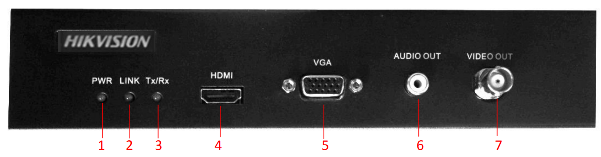 HIKVISION
PWR LINK Tx/Rx HDMI VGA AUDIO OUT VIDEO OUT
1 2 3 4 5 6 7